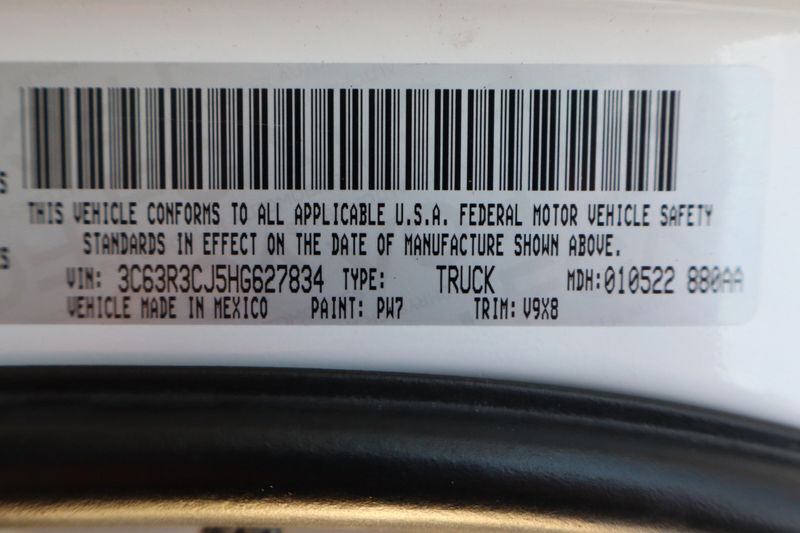 THIS VEHICLE CONFORMS TO ALL APPLICABLE U.S.A. FEDERAL MOTOR VEHICLE SAFETY
STANDARDS IN EFFECT ON THE DATE OF MANUFACTURE SHOWN ABOVE.
VIN: 3C63R3CJ5HG627834 TYPE: TRUCK MDH:010522 880AA
VEHICLE MADE IN MEXICO PAINT: PW7 TRIM: V9X8